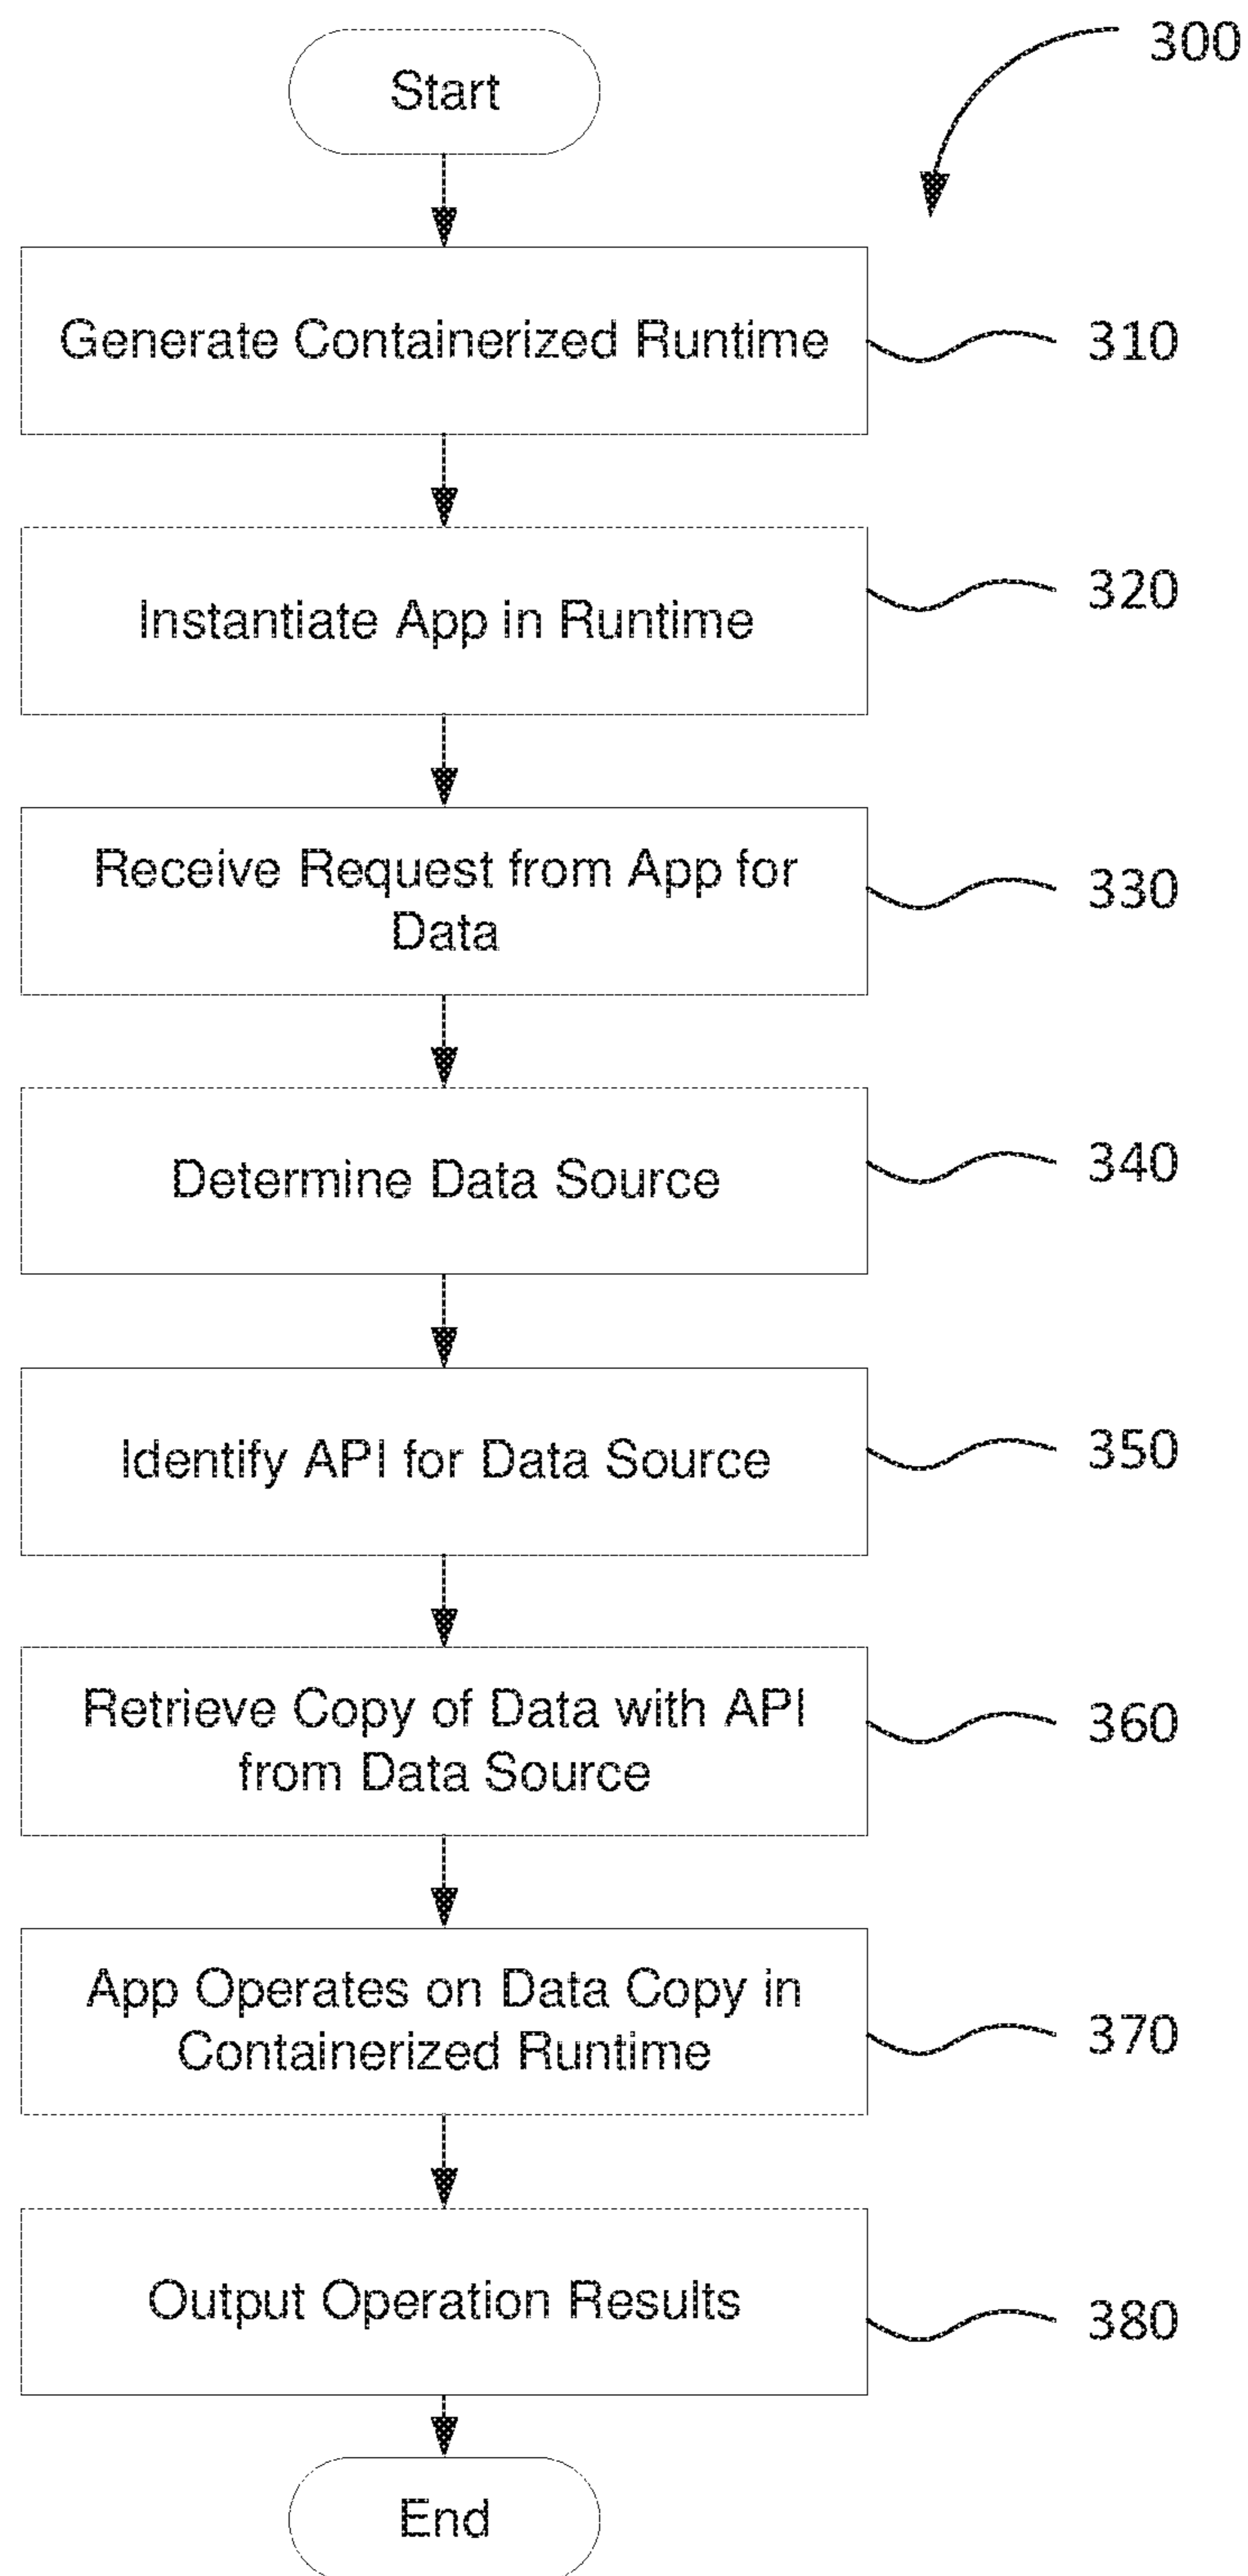 Start
300
Generate Containerized Runtime
310
Instantiate App in Runtime
320
Receive Request from App for
Data
330
Determine Data Source
340
Identify API for Data Source
350
Retrieve Copy of Data with API
from Data Source
360
App Operates on Data Copy in
Containerized Runtime
370
Output Operation Results
380
End